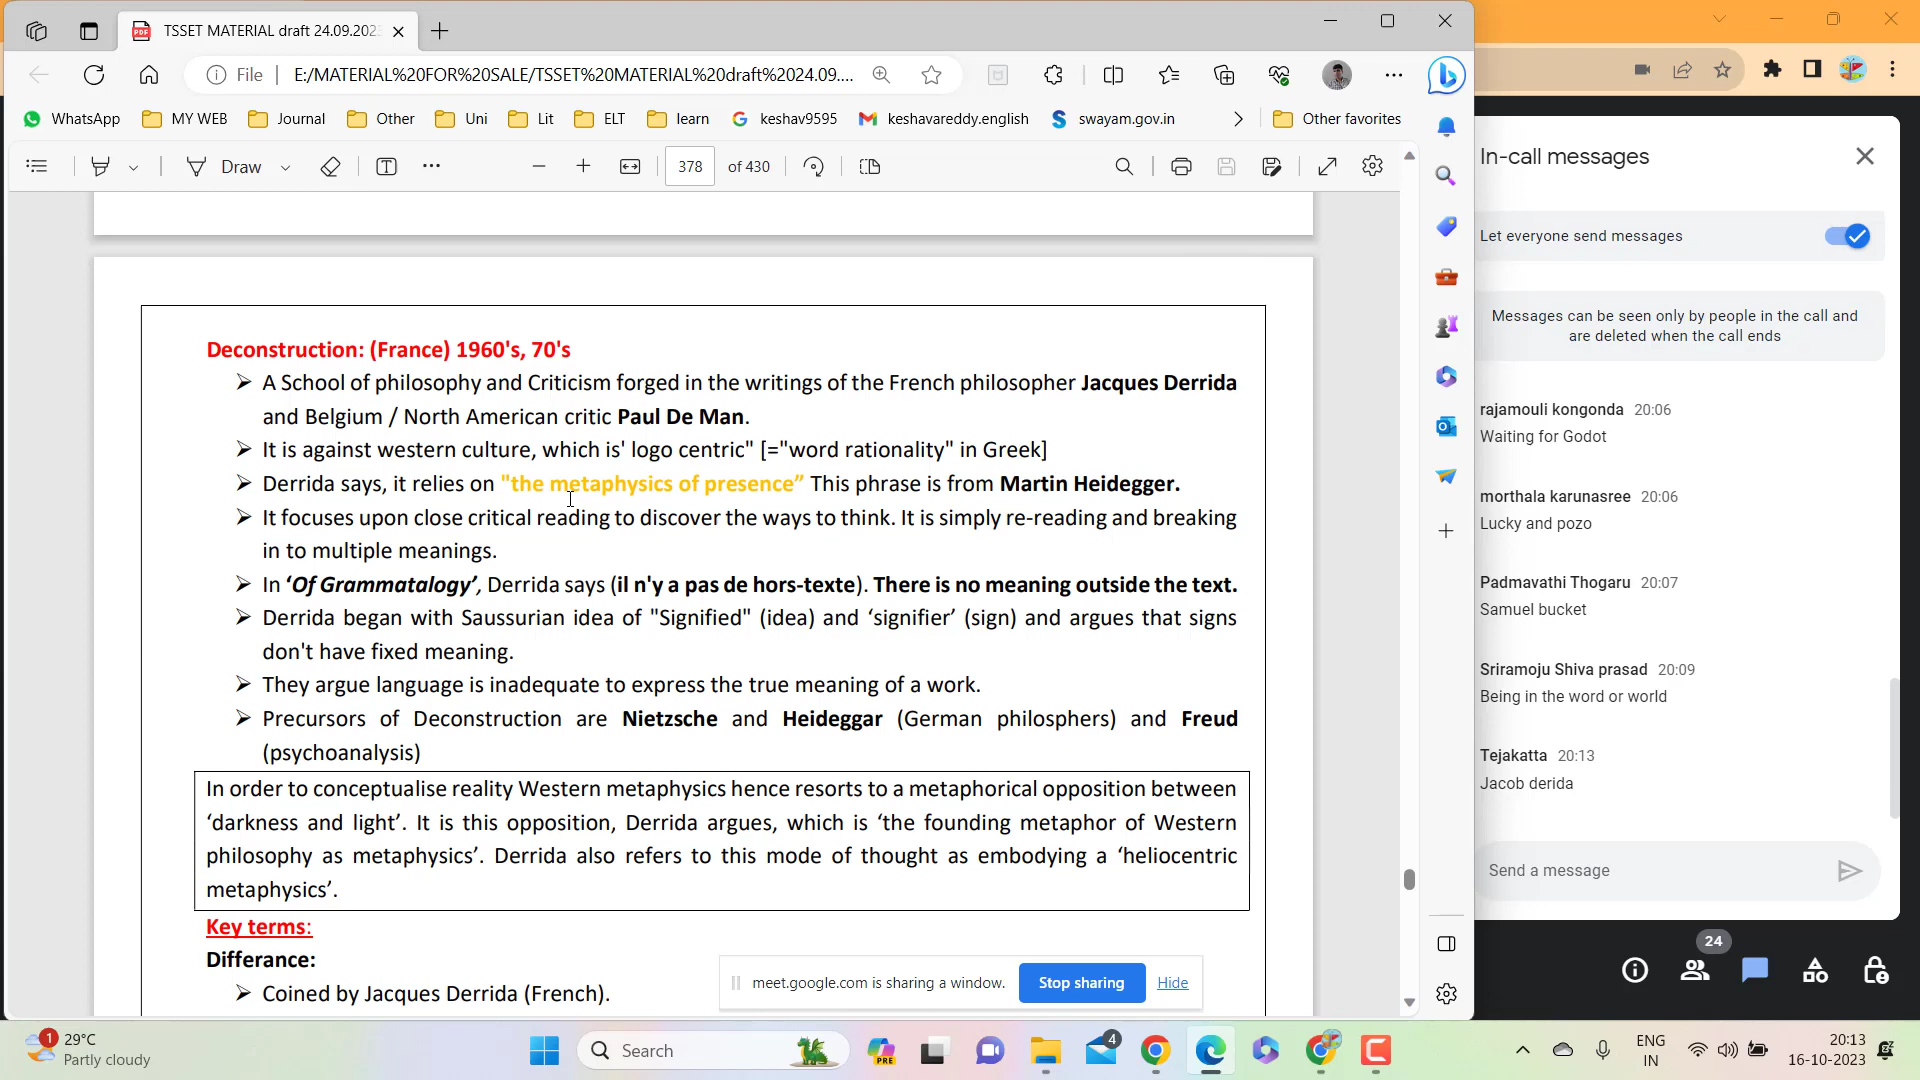 TSSET MATERIAL draft 24.09.202
File
E:/MATERIAL%20FOR%20SALE/TSSET%20MATERIAL%20draft%2024.09....
WhatsApp
MY WEB
Journal
Other
Uni
Lit
ELT
learn
keshav9595
keshavareddy.english
swayam.gov.in
Other favorites
Draw
378
of 430
Deconstruction: (France) 1960's, 70's
➢ A School of philosophy and Criticism forged in the writings of the French philosopher Jacques Derrida
and Belgium / North American critic Paul De Man.
➢ It is against western culture, which is' logo centric" [="word rationality" in Greek]
➢ Derrida says, it relies on "the metaphysics of presence” This phrase is from Martin Heidegger.
➢ It focuses upon close critical reading to discover the ways to think. It is simply re-reading and breaking
in to multiple meanings.
➢ In ‘Of Grammatalogy’, Derrida says (il n'y a pas de hors-texte). There is no meaning outside the text.
➢ Derrida began with Saussurian idea of "Signified" (idea) and ‘signifier’ (sign) and argues that signs
don't have fixed meaning.
➢ They argue language is inadequate to express the true meaning of a work.
➢ Precursors of Deconstruction are Nietzsche and Heideggar (German philosphers) and Freud
(psychoanalysis)
In order to conceptualise reality Western metaphysics hence resorts to a metaphorical opposition between
‘darkness and light’. It is this opposition, Derrida argues, which is ‘the founding metaphor of Western
philosophy as metaphysics’. Derrida also refers to this mode of thought as embodying a ‘heliocentric
metaphysics’.
Key terms:
Differance:
➢ Coined by Jacques Derrida (French).
meet.google.com is sharing a window.
Stop sharing
Hide
In-call messages
Let everyone send messages
Messages can be seen only by people in the call and
are deleted when the call ends
rajamouli kongonda 20:06
Waiting for Godot
morthala karunasree 20:06
Lucky and pozo
Padmavathi Thogaru 20:07
Samuel bucket
Sriramoju Shiva prasad 20:09
Being in the word or world
Tejakatta 20:13
Jacob derida
Send a message
24
1
29°C
Partly cloudy
Search
PRE
4
ENG
IN
20:13
16-10-2023